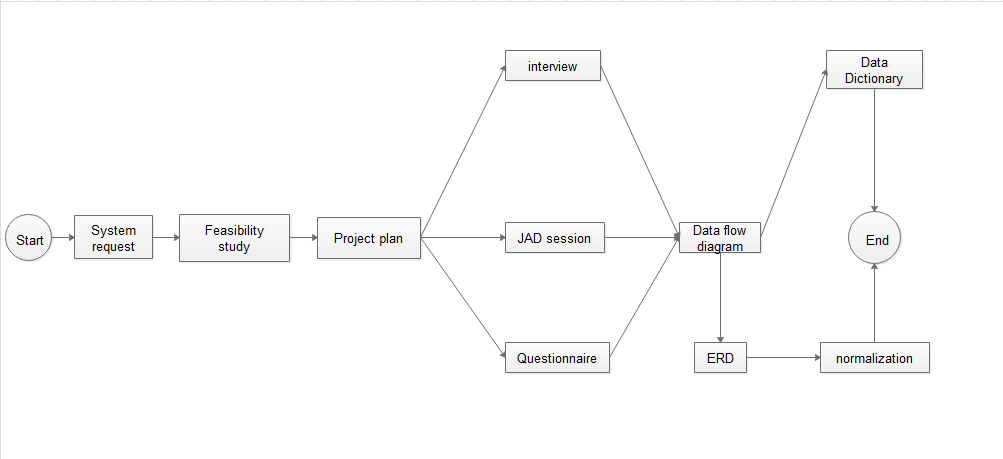 Start
System
request
Feasibility
study
Project plan
interview
JAD session
Questionnaire
Data flow
diagram
ERD
Data
Dictionary
End
normalization